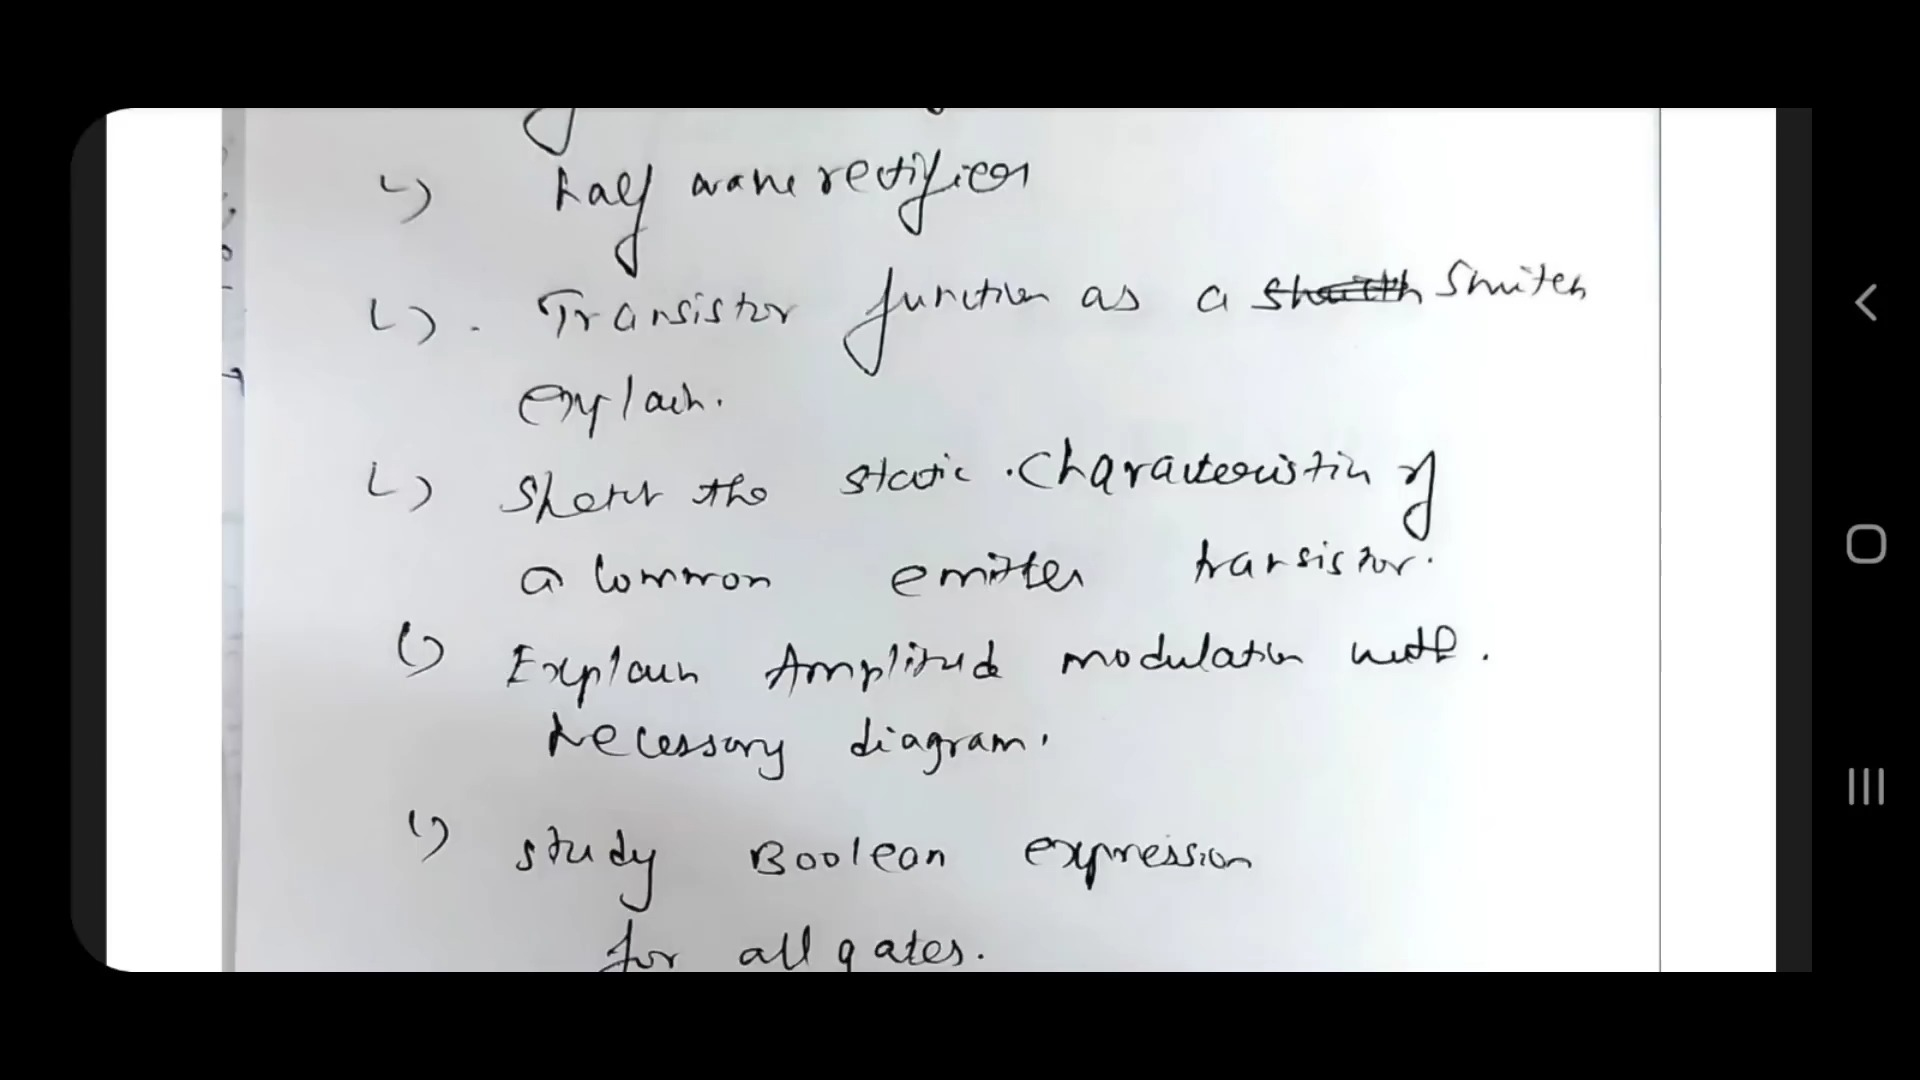 ↳ half wave rectifier
↳. Transistor function as a Switch
explain.
↳ Sketch the static characteristic of
a common emitter transistor.
↳ Explain Amplitude modulation with.
necessary diagram.
↳ study Boolean expression
for all gates.